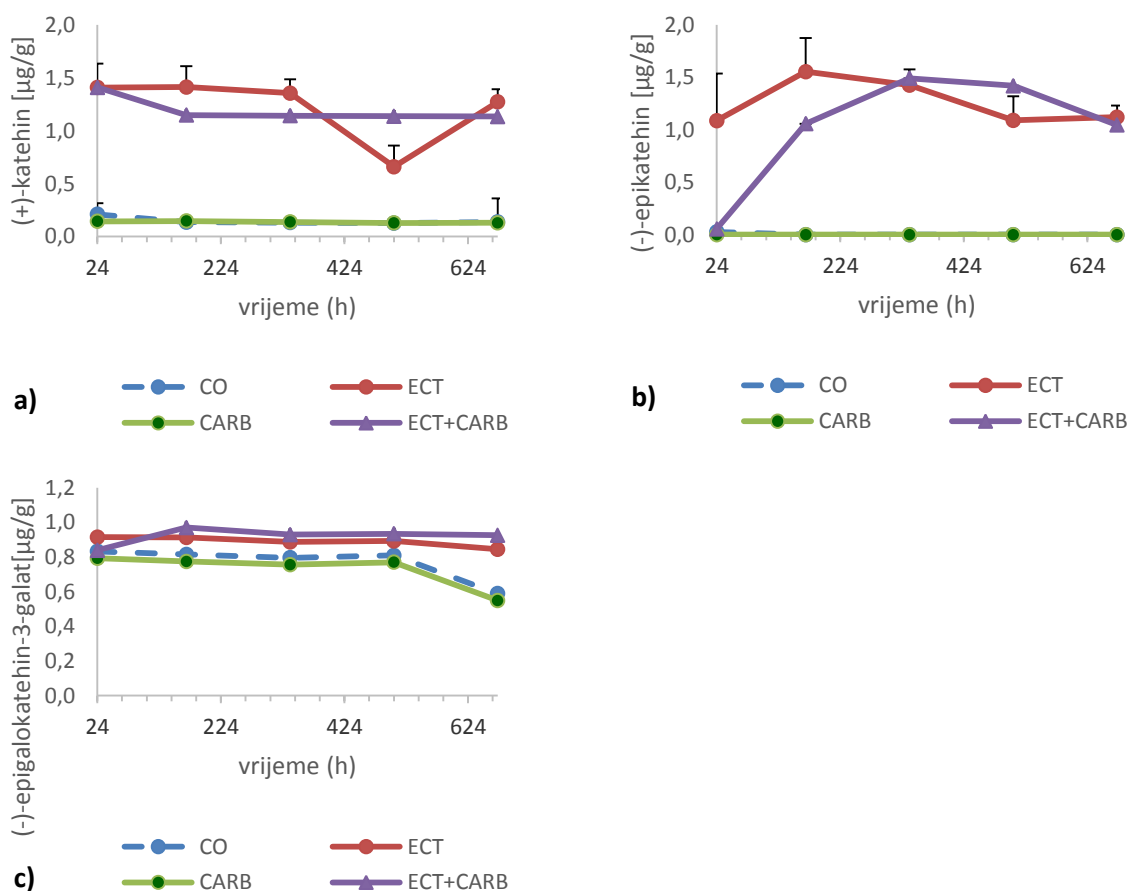 (+)-katehin [µg/g]
2,0
1,5
1,0
0,5
0,0
24 224 424 624
vrijeme (h)
a)
CO ECT
CARB ECT+CARB
(-)-epikatehin [µg/g]
2,0
1,5
1,0
0,5
0,0
24 224 424 624
vrijeme (h)
b)
CO ECT
CARB ECT+CARB
(-)-epigalokatehin-3-galat[µg/g]
1,2
1,0
0,8
0,6
0,4
0,2
0,0
24 224 424 624
vrijeme (h)
c)
CO ECT
CARB ECT+CARB